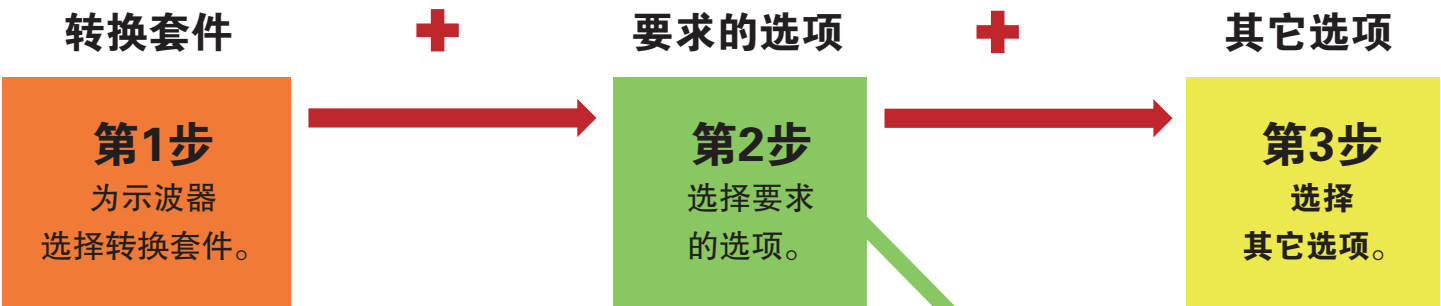 转换套件
要求的选项
其它选项
第1步
为示波器
选择转换套件。
第2步
选择要求
的选项。
第3步
选择
其它选项。